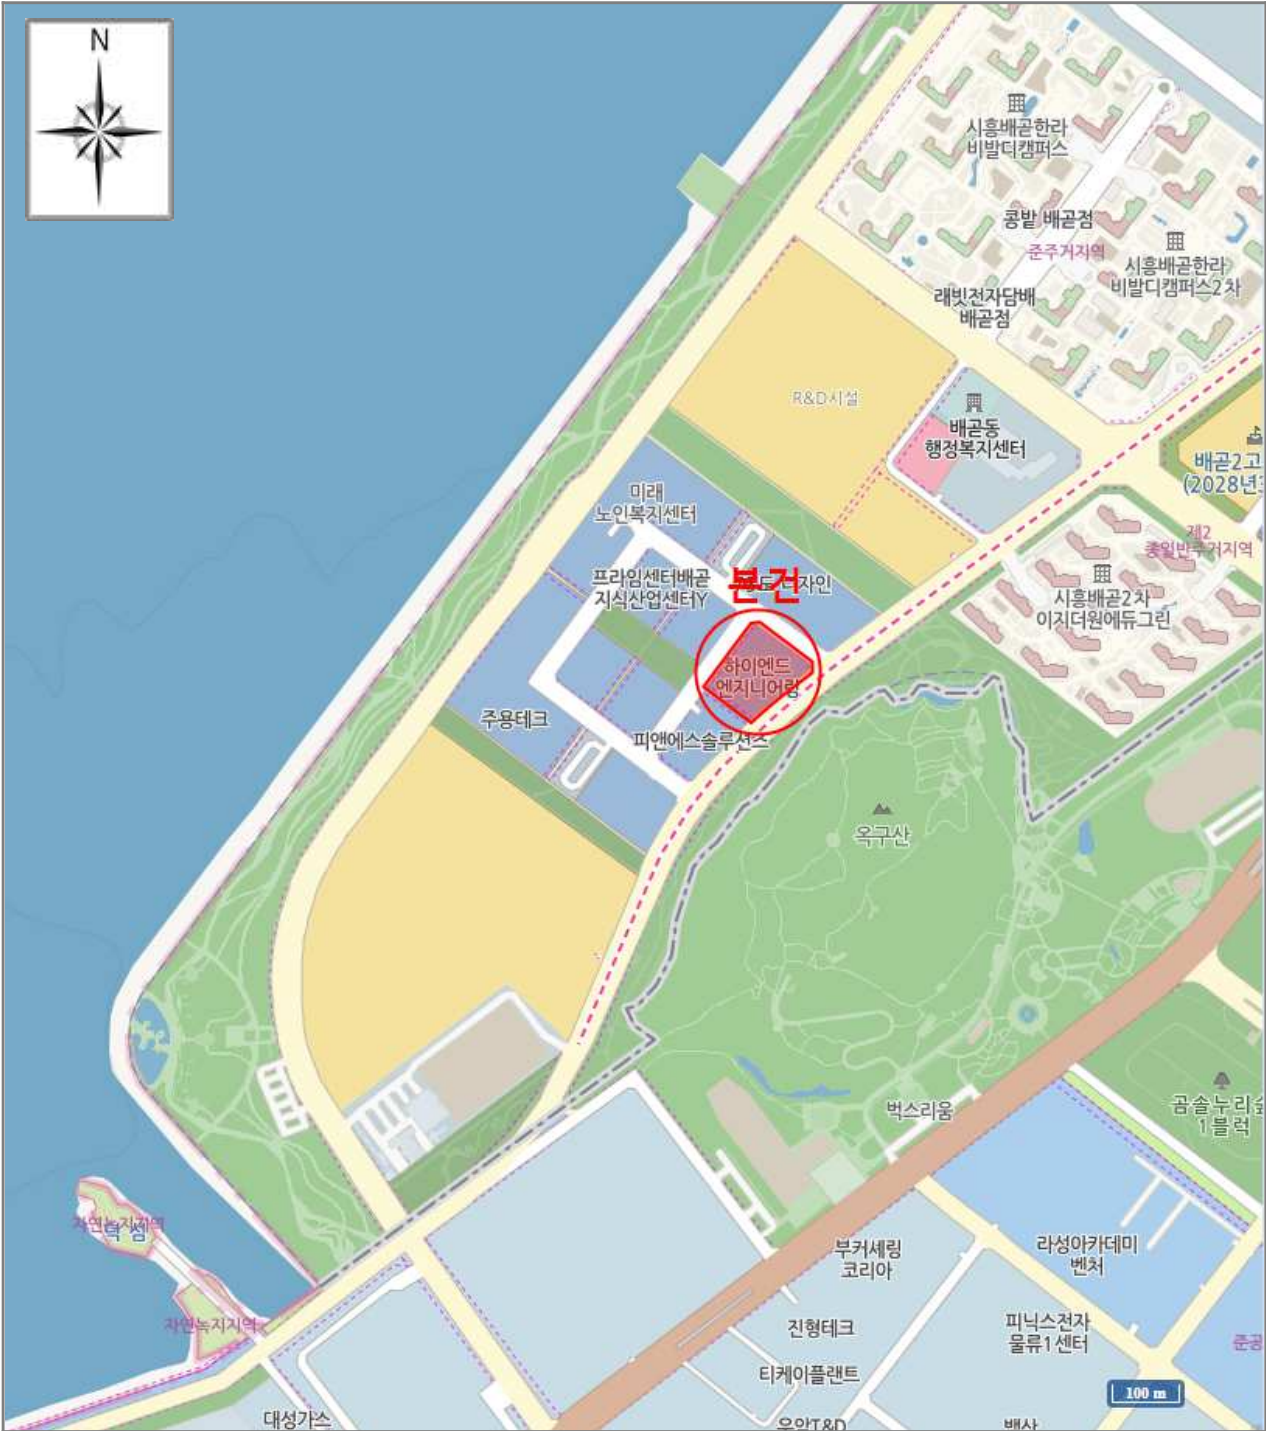 N
시흥배곧한라
비발디캠퍼스
콩밭 배곧점
준주거지역
시흥배곧한라
비발디캠퍼스2차
래빗전자담배
배곧점
R&D시설
배곧동
행정복지센터
배곧2고
(2028년
미래
노인복지센터
제2
종일반주거지역
프라임센터배곧
지식산업센터Y
본건
자인
시흥배곧2차
이지더원에듀그린
하이엔드
엔지니어링
주용테크
피앤에스솔루션즈
옥구산
벅스리움
곰솔누리숲
1블럭
자연녹지지역
덕섬
부커셰링
코리아
라성아카데미
벤처
자연녹지지역
진형테크
피닉스전자
물류1센터
준공
티케이플랜트
100 m
대성가스